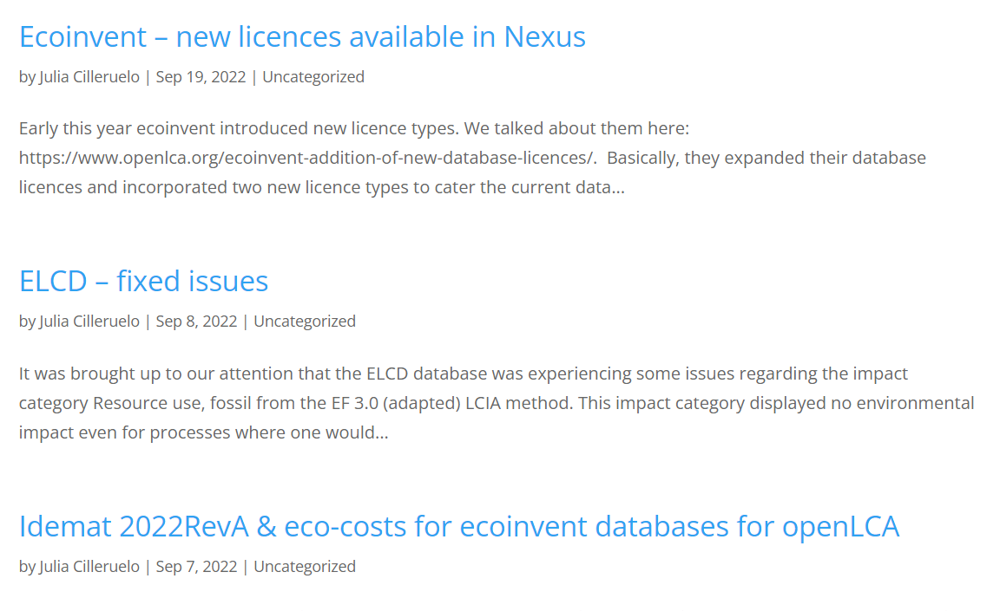 Ecoinvent – new licences available in Nexus
by Julia Cilleruelo | Sep 19, 2022 | Uncategorized
Early this year ecoinvent introduced new licence types. We talked about them here:
https://www.openlca.org/ecoinvent-addition-of-new-database-licences/.  Basically, they expanded their database
licences and incorporated two new licence types to cater the current data...
ELCD – fixed issues
by Julia Cilleruelo | Sep 8, 2022 | Uncategorized
It was brought up to our attention that the ELCD database was experiencing some issues regarding the impact
category Resource use, fossil from the EF 3.0 (adapted) LCIA method. This impact category displayed no environmental
impact even for processes where one would...
Idemat 2022RevA & eco-costs for ecoinvent databases for openLCA
by Julia Cilleruelo | Sep 7, 2022 | Uncategorized